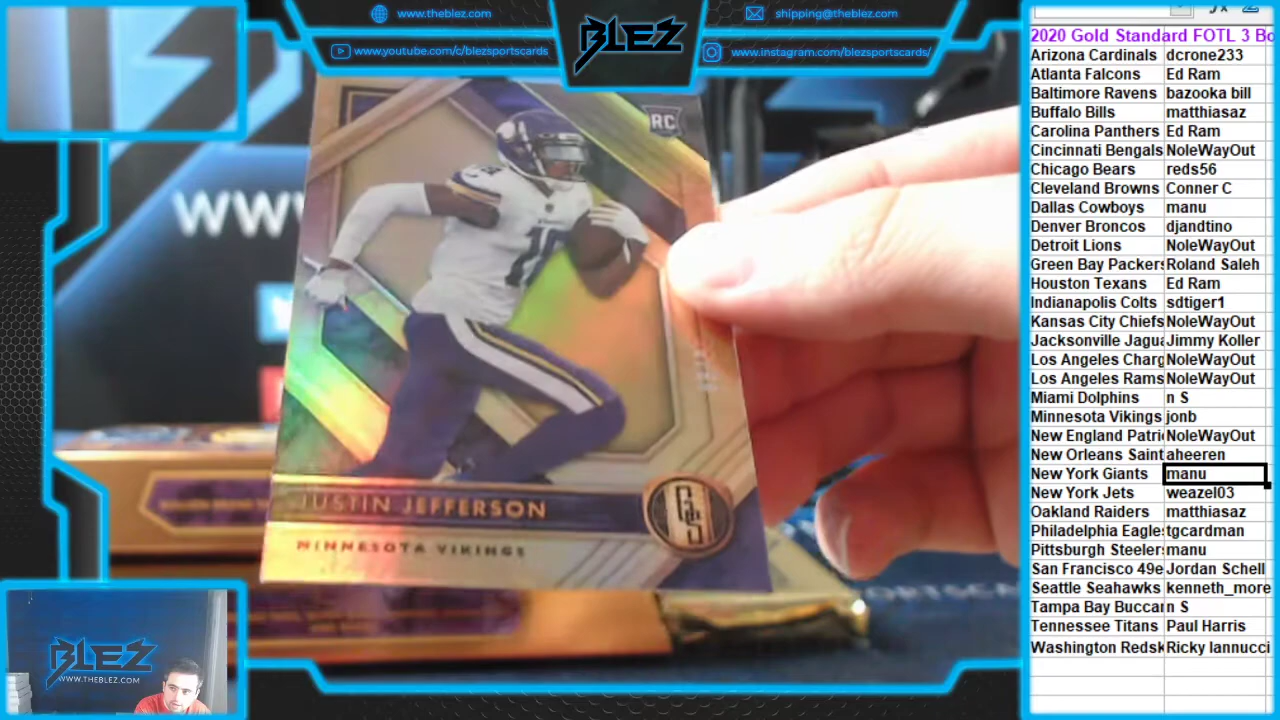 www.theblez.com
www.youtube.com/c/blezsportscards
BLEZ
shipping@theblez.com
www.instagram.com/blezsportscards/
RC
18
JUSTIN JEFFERSON
MINNESOTA VIKINGS
GS
BLEZ
WWW.THEBLEZ.COM
2020 Gold Standard FOTL 3 Bo
Arizona Cardinals dcrone233
Atlanta Falcons Ed Ram
Baltimore Ravens bazooka bill
Buffalo Bills matthiasaz
Carolina Panthers Ed Ram
Cincinnati Bengals NoleWayOut
Chicago Bears reds56
Cleveland Browns Conner C
Dallas Cowboys manu
Denver Broncos djandtino
Detroit Lions NoleWayOut
Green Bay Packers Roland Saleh
Houston Texans Ed Ram
Indianapolis Colts sdtiger1
Kansas City Chiefs NoleWayOut
Jacksonville Jagua Jimmy Koller
Los Angeles Charg NoleWayOut
Los Angeles Rams NoleWayOut
Miami Dolphins n S
Minnesota Vikings jonb
New England Patri NoleWayOut
New Orleans Saint aheeren
New York Giants manu
New York Jets weazel03
Oakland Raiders matthiasaz
Philadelphia Eagle tgcardman
Pittsburgh Steeler manu
San Francisco 49e Jordan Schell
Seattle Seahawks kenneth_more
Tampa Bay Buccan n S
Tennessee Titans Paul Harris
Washington Redsk Ricky Iannucci